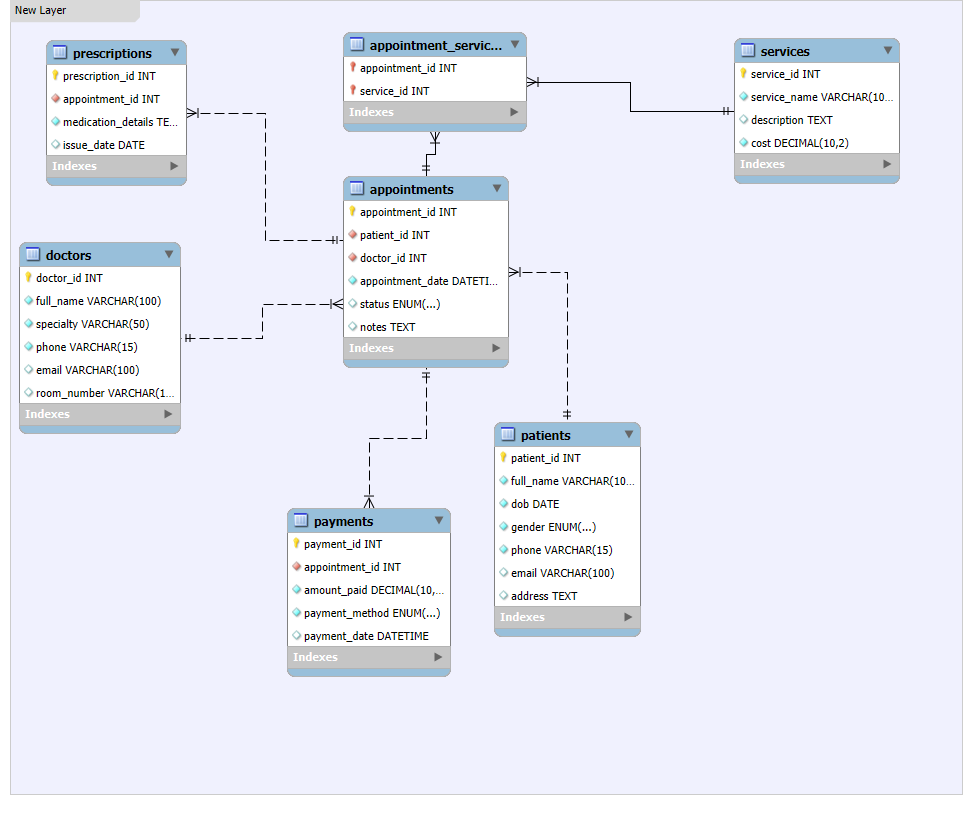 New Layer
prescriptions
prescription_id INT
appointment_id INT
medication_details TE...
issue_date DATE
Indexes
appointment_servic...
appointment_id INT
service_id INT
Indexes
services
service_id INT
service_name VARCHAR(10...
description TEXT
cost DECIMAL(10,2)
Indexes
appointments
appointment_id INT
patient_id INT
doctor_id INT
appointment_date DATETI...
status ENUM(...)
notes TEXT
Indexes
doctors
doctor_id INT
full_name VARCHAR(100)
specialty VARCHAR(50)
phone VARCHAR(15)
email VARCHAR(100)
room_number VARCHAR(1...
Indexes
patients
patient_id INT
full_name VARCHAR(10...
dob DATE
gender ENUM(...)
phone VARCHAR(15)
email VARCHAR(100)
address TEXT
Indexes
payments
payment_id INT
appointment_id INT
amount_paid DECIMAL(10,...
payment_method ENUM(...)
payment_date DATETIME
Indexes